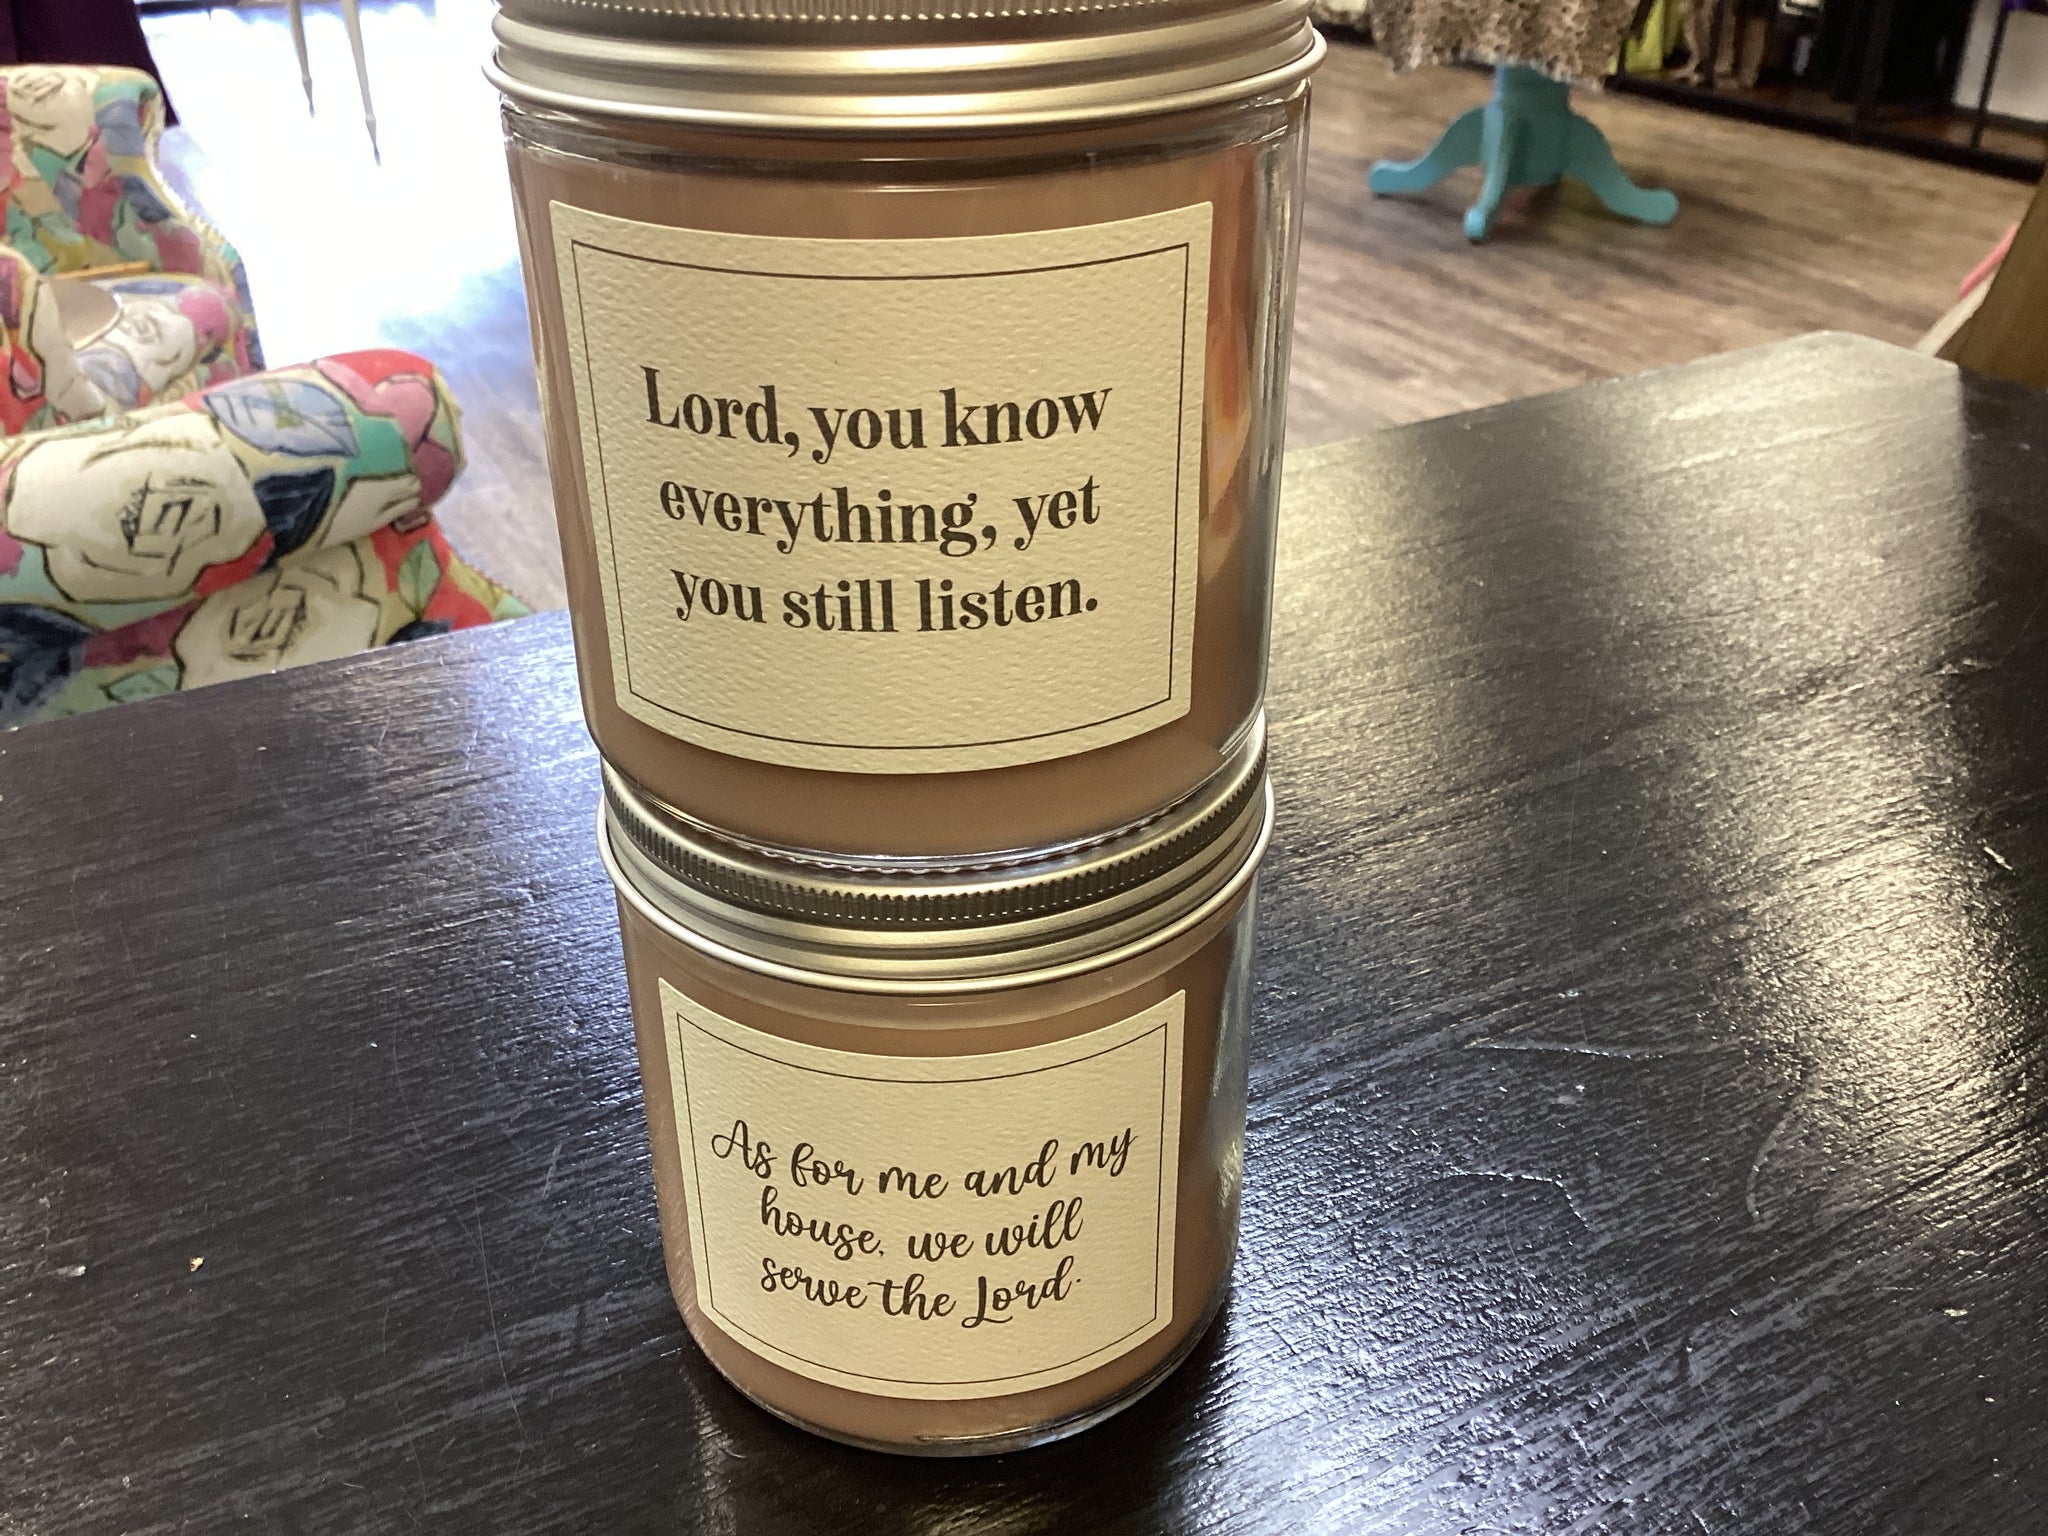 Lord, you know
everything, yet
you still listen.
As for me and my
house, we will
serve the Lord.